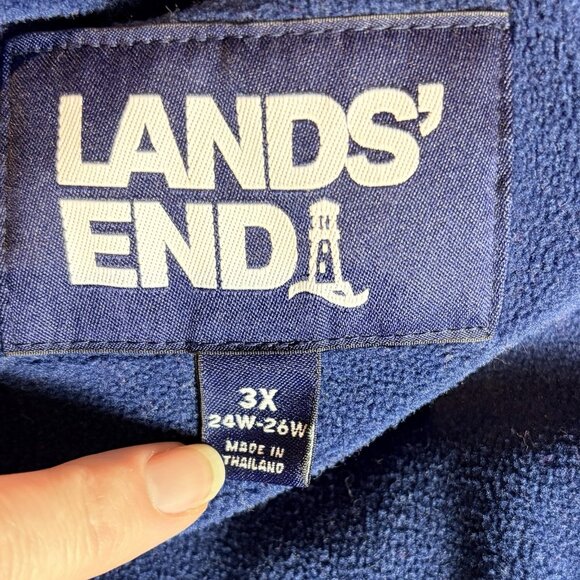 LANDS'
END
3X
24W-26W
MADE IN
THAILAND